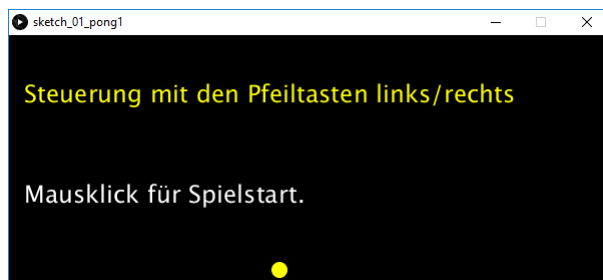 sketch_01_pong1
Steuerung mit den Pfeiltasten links/rechts
Mausklick für Spielstart.